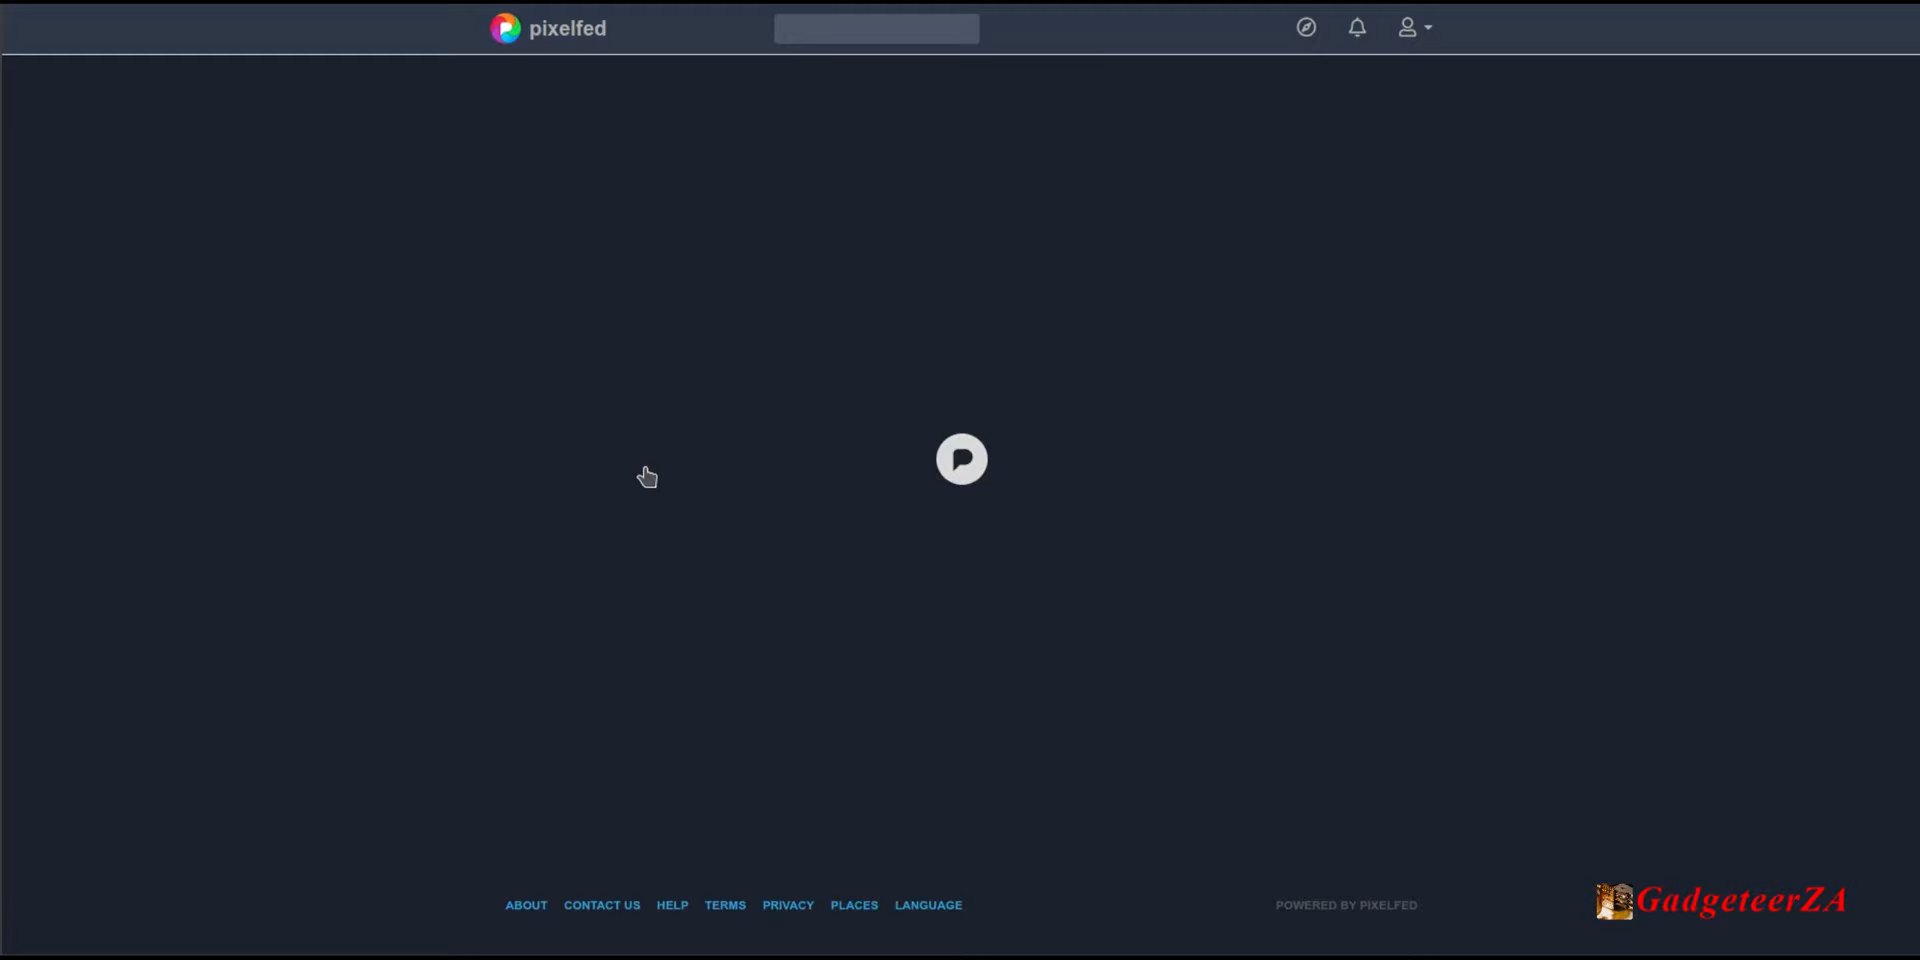 pixelfed
ABOUT CONTACT US HELP TERMS PRIVACY PLACES LANGUAGE
POWERED BY PIXELFED
GadgeteerZA